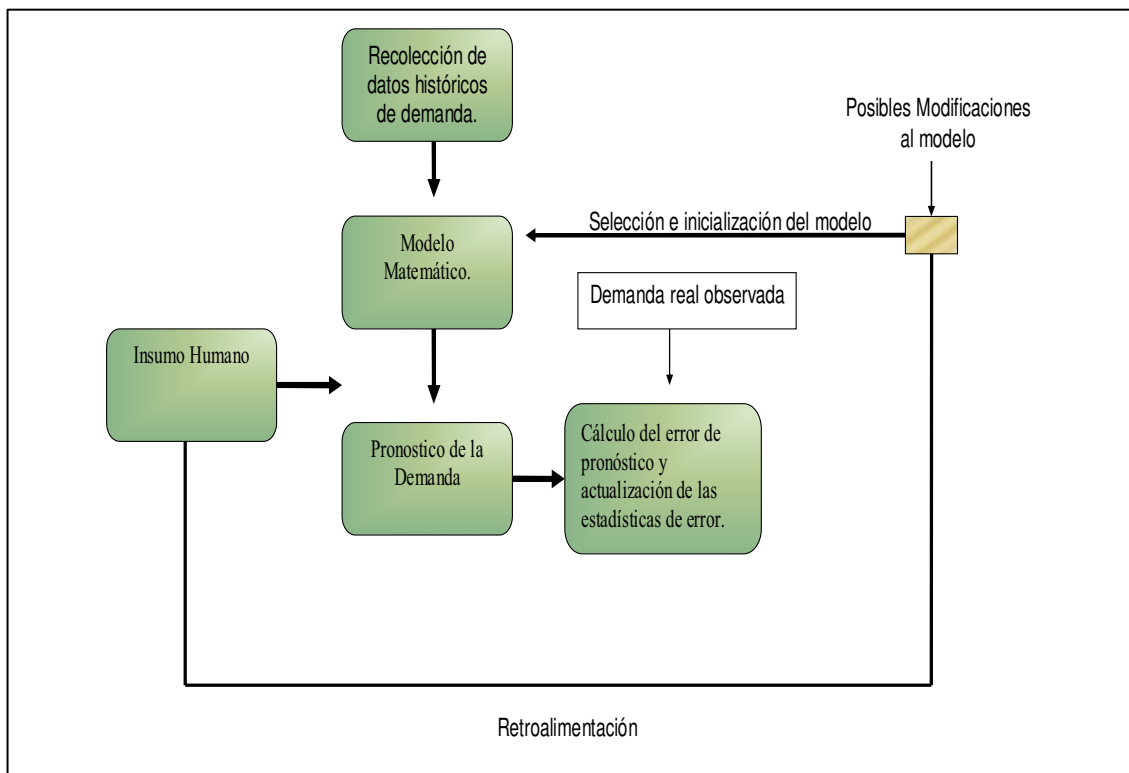 Recolección de
datos históricos
de demanda.
Posibles Modificaciones
al modelo
Selección e inicialización del modelo
Modelo
Matemático.
Demanda real observada
Insumo Humano
Pronostico de la
Demanda
Cálculo del error de
pronóstico y
actualización de las
estadísticas de error.
Retroalimentación